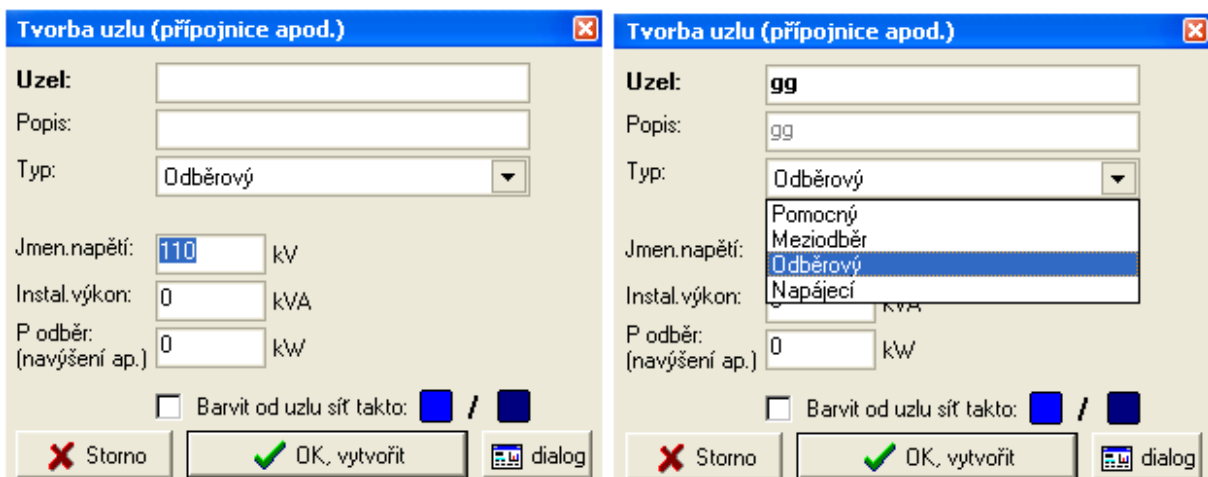 Tvorba uzlu (přípojnice apod.)
Uzel:
Popis:
Typ: Odběrový
Jmen.napětí: 110 kV
Instal.výkon: 0 kVA
P odběr:
(navýšení ap.) 0 kW
Barvit od uzlu síť takto: /
Storno OK, vytvořit dialog
Tvorba uzlu (přípojnice apod.)
Uzel: gg
Popis: gg
Typ: Odběrový
Pomocný
Meziodběr
Odběrový
Napájecí
Jmen.napětí:
Instal.výkon: 0 kVA
P odběr:
(navýšení ap.) 0 kW
Barvit od uzlu síť takto: /
Storno OK, vytvořit dialog